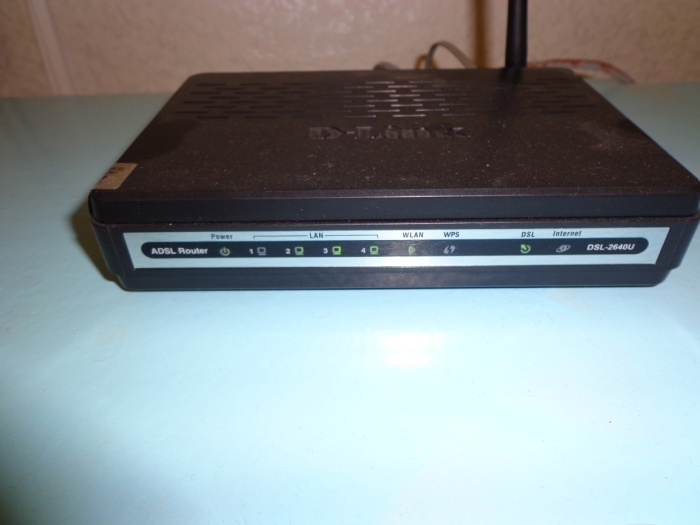 D-Link
Power LAN WLAN WPS DSL Internet
ADSL Router 1 2 3 4 DSL-2640U